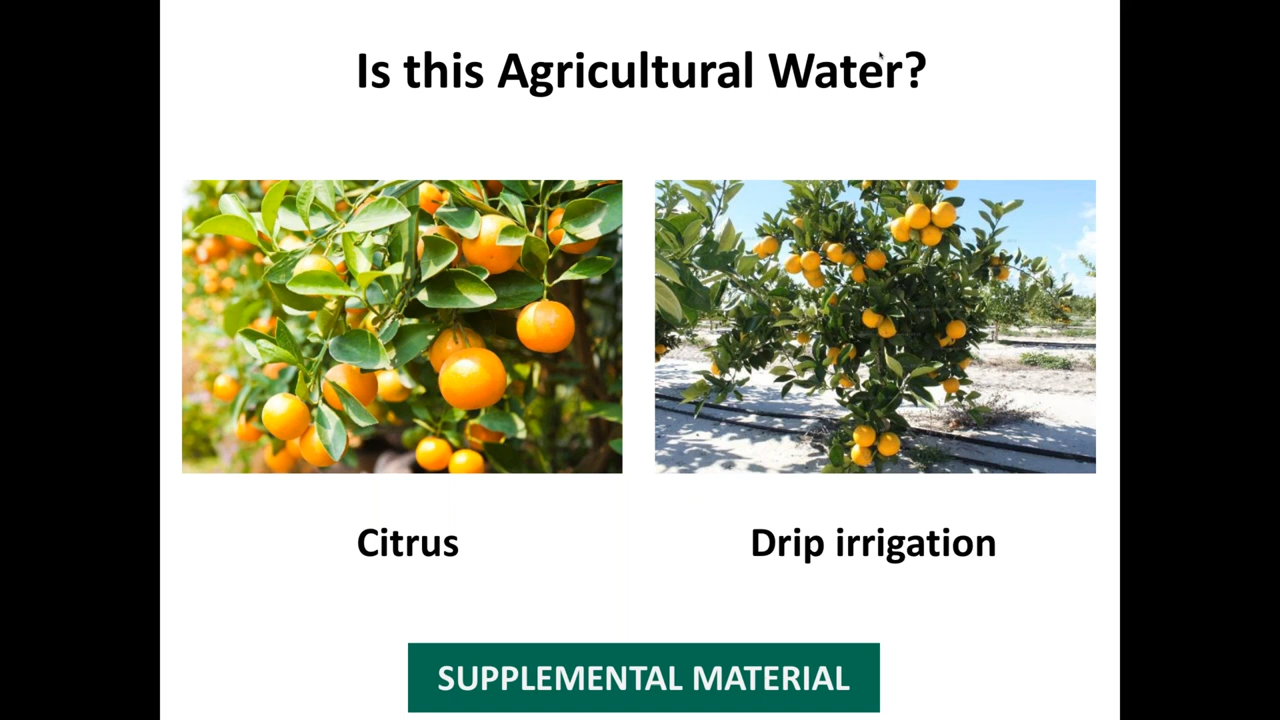 Is this Agricultural Water?
Citrus
Drip irrigation
SUPPLEMENTAL MATERIAL